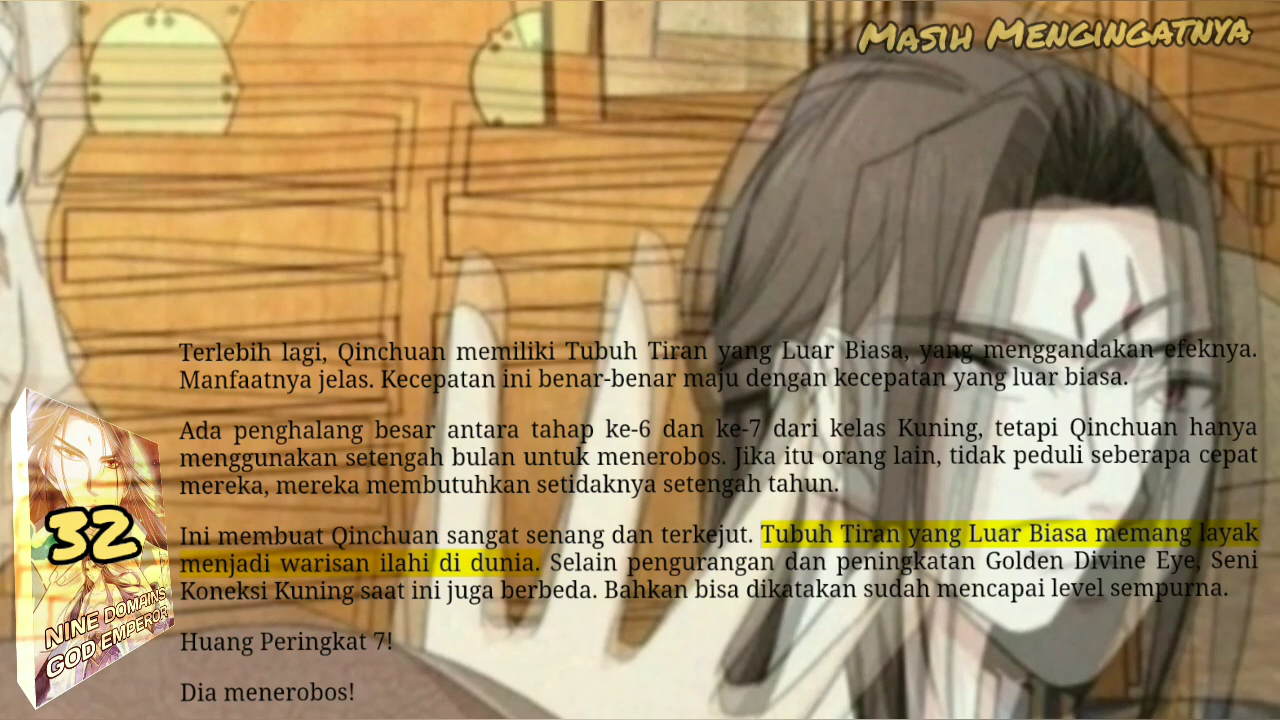 Masih Mengingatnya
Terlebih lagi, Qinchuan memiliki Tubuh Tiran yang Luar Biasa, yang menggandakan efeknya.
Manfaatnya jelas. Kecepatan ini benar-benar maju dengan kecepatan yang luar biasa.
Ada penghalang besar antara tahap ke-6 dan ke-7 dari kelas Kuning, tetapi Qinchuan hanya
menggunakan setengah bulan untuk menerobos. Jika itu orang lain, tidak peduli seberapa cepat
mereka, mereka membutuhkan setidaknya setengah tahun.
Ini membuat Qinchuan sangat senang dan terkejut. Tubuh Tiran yang Luar Biasa memang layak
menjadi warisan ilahi di dunia. Selain pengurangan dan peningkatan Golden Divine Eye, Seni
Koneksi Kuning saat ini juga berbeda. Bahkan bisa dikatakan sudah mencapai level sempurna.
Huang Peringkat 7!
Dia menerobos!
32
NINE DOMAINS
GOD EMPEROR